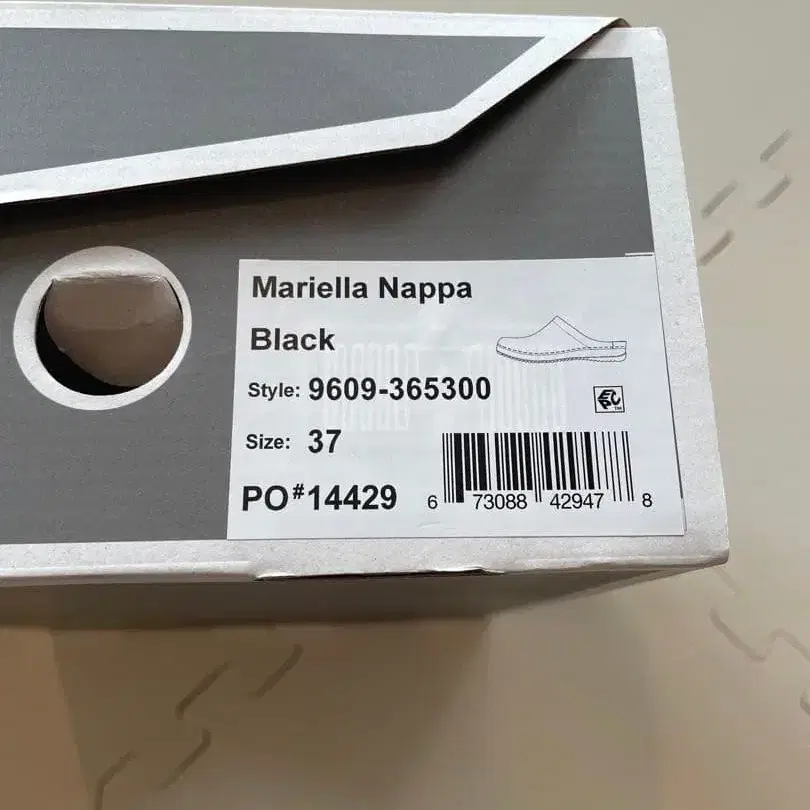 Mariella Nappa
Black
Style: 9609-365300
Size: 37
PO#14429
6 73088 42947 8